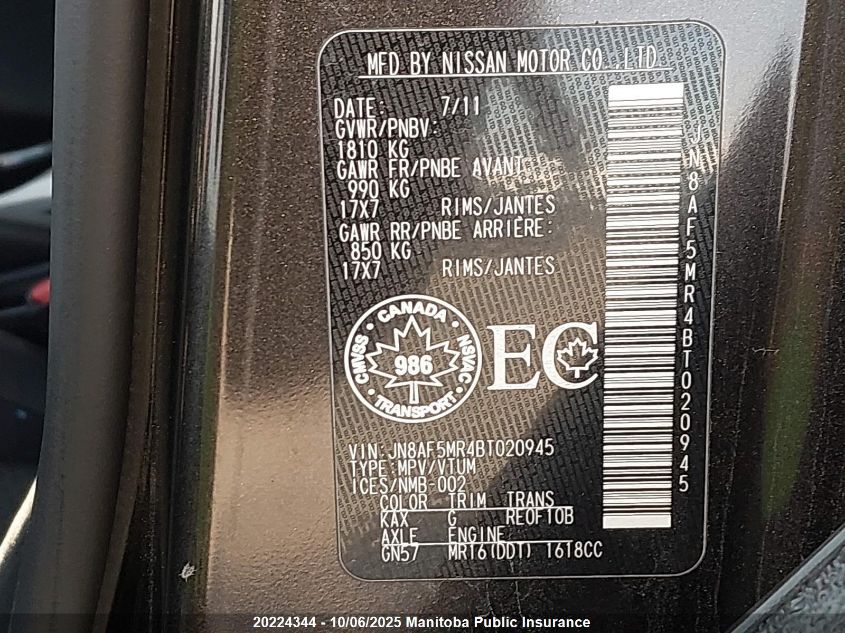 MFD BY NISSAN MOTOR CO.,LTD.
DATE: 7/11
GVWR/PNBV:
1810 KG
GAWR FR/PNBE AVANT:
990 KG
17X7 RIMS/JANTES
GAWR RR/PNBE ARRIÈRE:
850 KG
17X7 RIMS/JANTES
CANADA
CMVSS 986 NSVAC
TRANSPORT
EC
VIN:JN8AF5MR4BT020945
TYPE:MPV/VTUM
ICES/NMB-002
COLOR TRIM TRANS
KAX G RE0F10B
AXLE ENGINE
GN57 MR16(DDT) 1618CC
JN8AF5MR4BT020945
20224344 - 10/06/2025 Manitoba Public Insurance